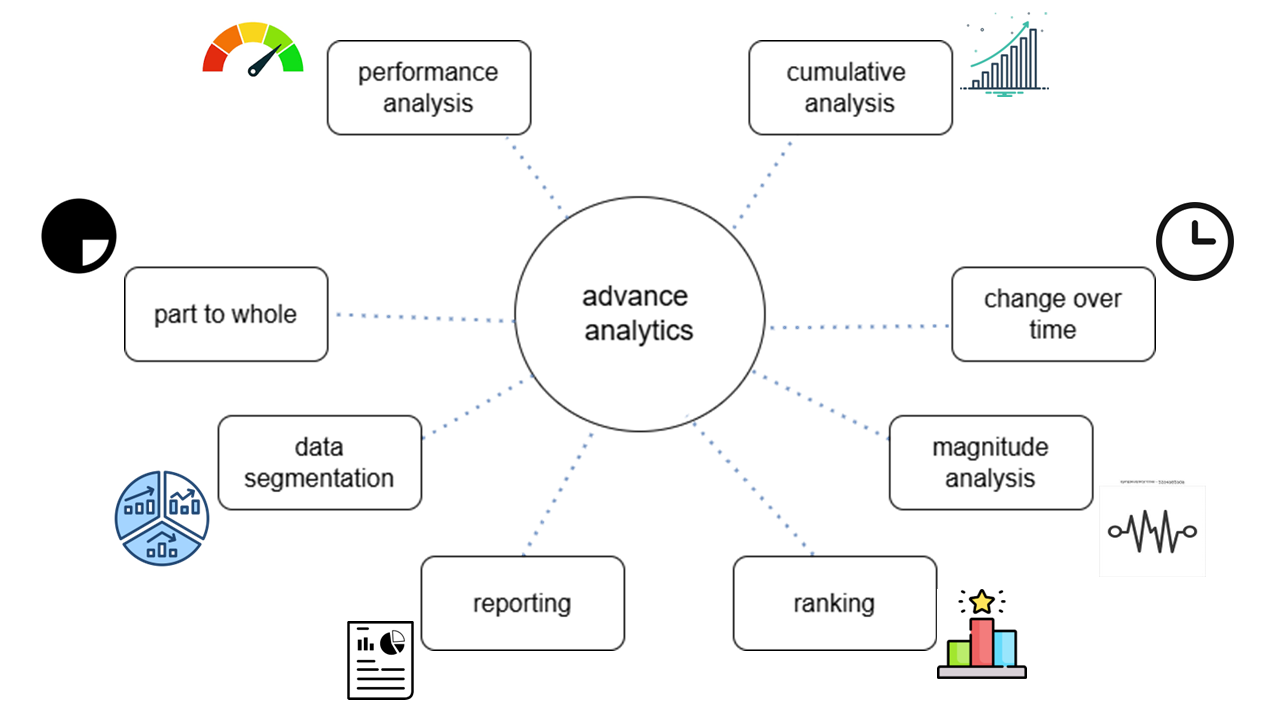 performance
analysis
cumulative
analysis
part to whole
advance
analytics
change over
time
data
segmentation
magnitude
analysis
reporting
ranking